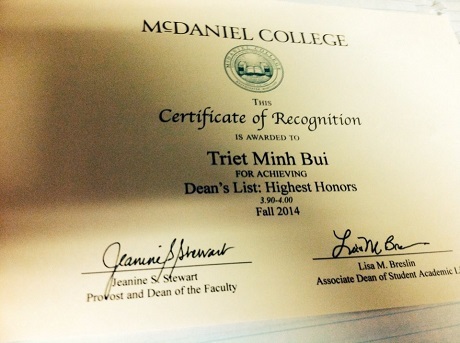 McDANIEL COLLEGE
THIS
Certificate of Recognition
IS AWARDED TO
Triet Minh Bui
FOR ACHIEVING
Dean's List: Highest Honors
3.90-4.00
Fall 2014
Jeanine S Stewart
Jeanine S. Stewart
Provost and Dean of the Faculty
Lisa M. Breslin
Associate Dean of Student Academic L